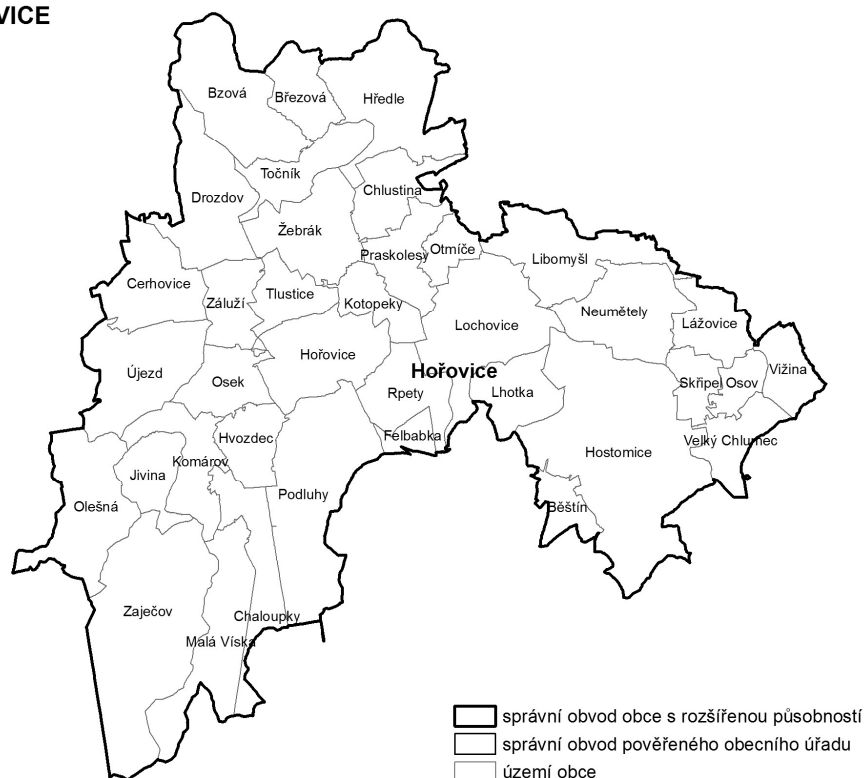 VICE
Bzová
Březová
Hředle
Točník
Drozdov
Chlustina
Žebrák
Praskolesy
Otmíče
Libomyšl
Cerhovice
Záluží
Tlustice
Kotopeky
Neumětely
Lochovice
Lážovice
Hořovice
Hořovice
Újezd
Osek
Rpety
Lhotka
Skřipel
Osov
Vižina
Felbabka
Hvozdec
Velký Chlumec
Komárov
Jivina
Hostomice
Podluhy
Olešná
Běštín
Zaječov
Chaloupky
Malá Víska
správní obvod obce s rozšířenou působností
správní obvod pověřeného obecního úřadu
území obce